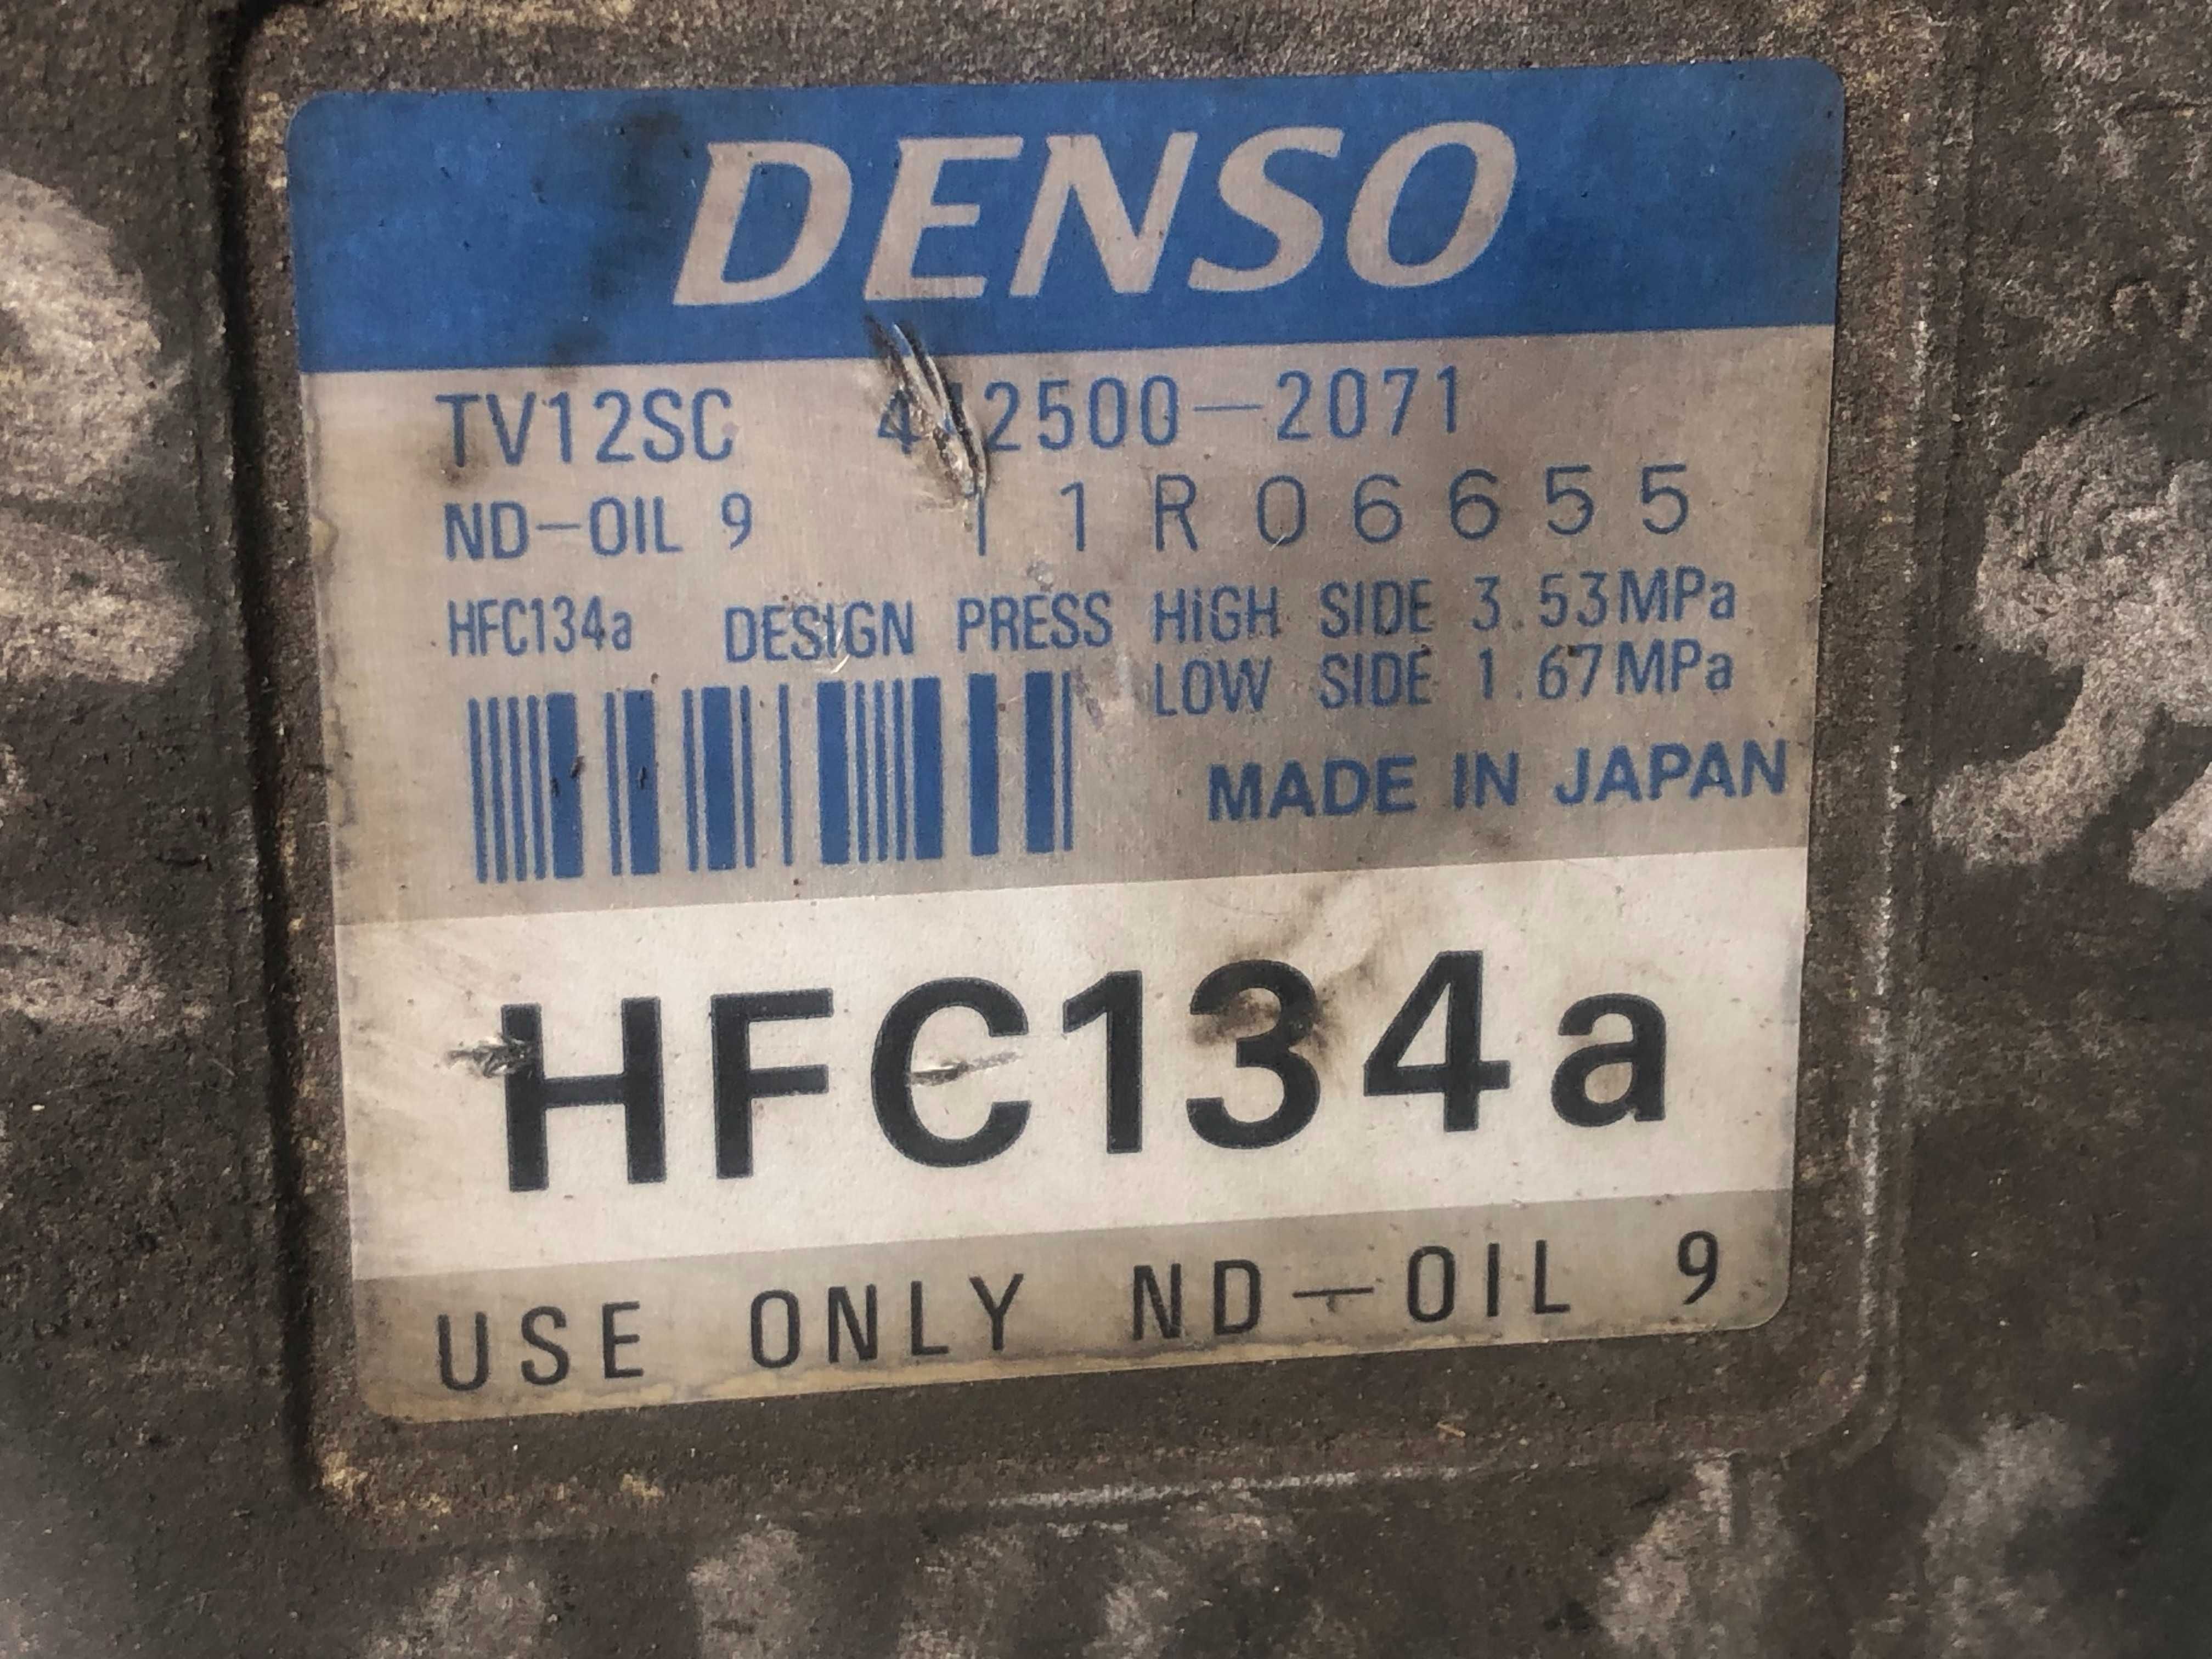 DENSO
TV12SC
ND-OIL 9 11R06655
HFC134a DESIGN PRESS HiGH SIDE 3.53MPa
LOW SIDE 1.67MPa
MADE IN JAPAN
HFC134a
USE ONLY ND-OIL 9